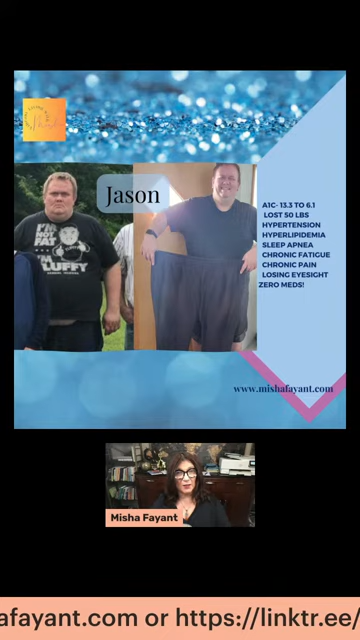 Jason
I'M
NOT
FAT
I'M
FLUFFY
A1C- 13.3 TO 6.1
LOST 50 LBS
HYPERTENSION
HYPERLIPIDEMIA
SLEEP APNEA
CHRONIC FATIGUE
CHRONIC PAIN
LOSING EYESIGHT
ZERO MEDS!
www.mishafayant.com
Misha Fayant
afayant.com or https://linktr.ee/